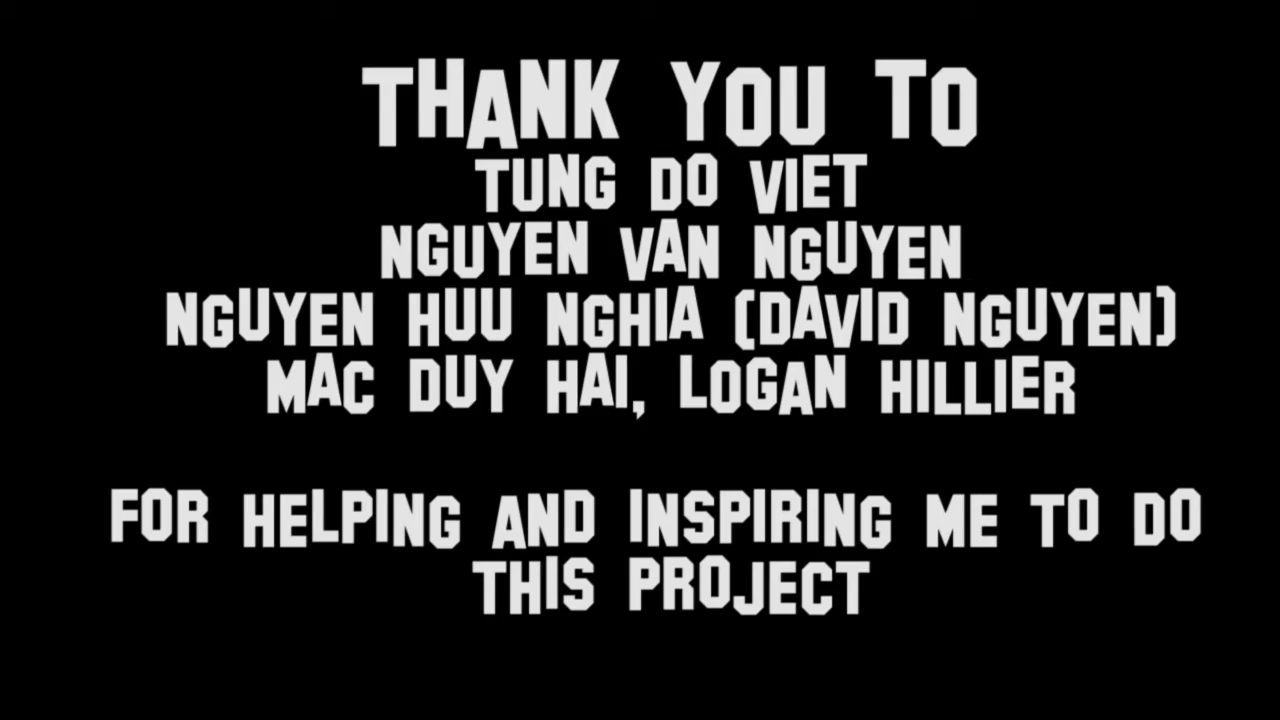 THANK YOU TO
TUNG DO VIET
NGUYEN VAN NGUYEN
NGUYEN HUU NGHIA (DAVID NGUYEN)
MAC DUY HAI, LOGAN HILLIER
FOR HELPING AND INSPIRING ME TO DO
THIS PROJECT